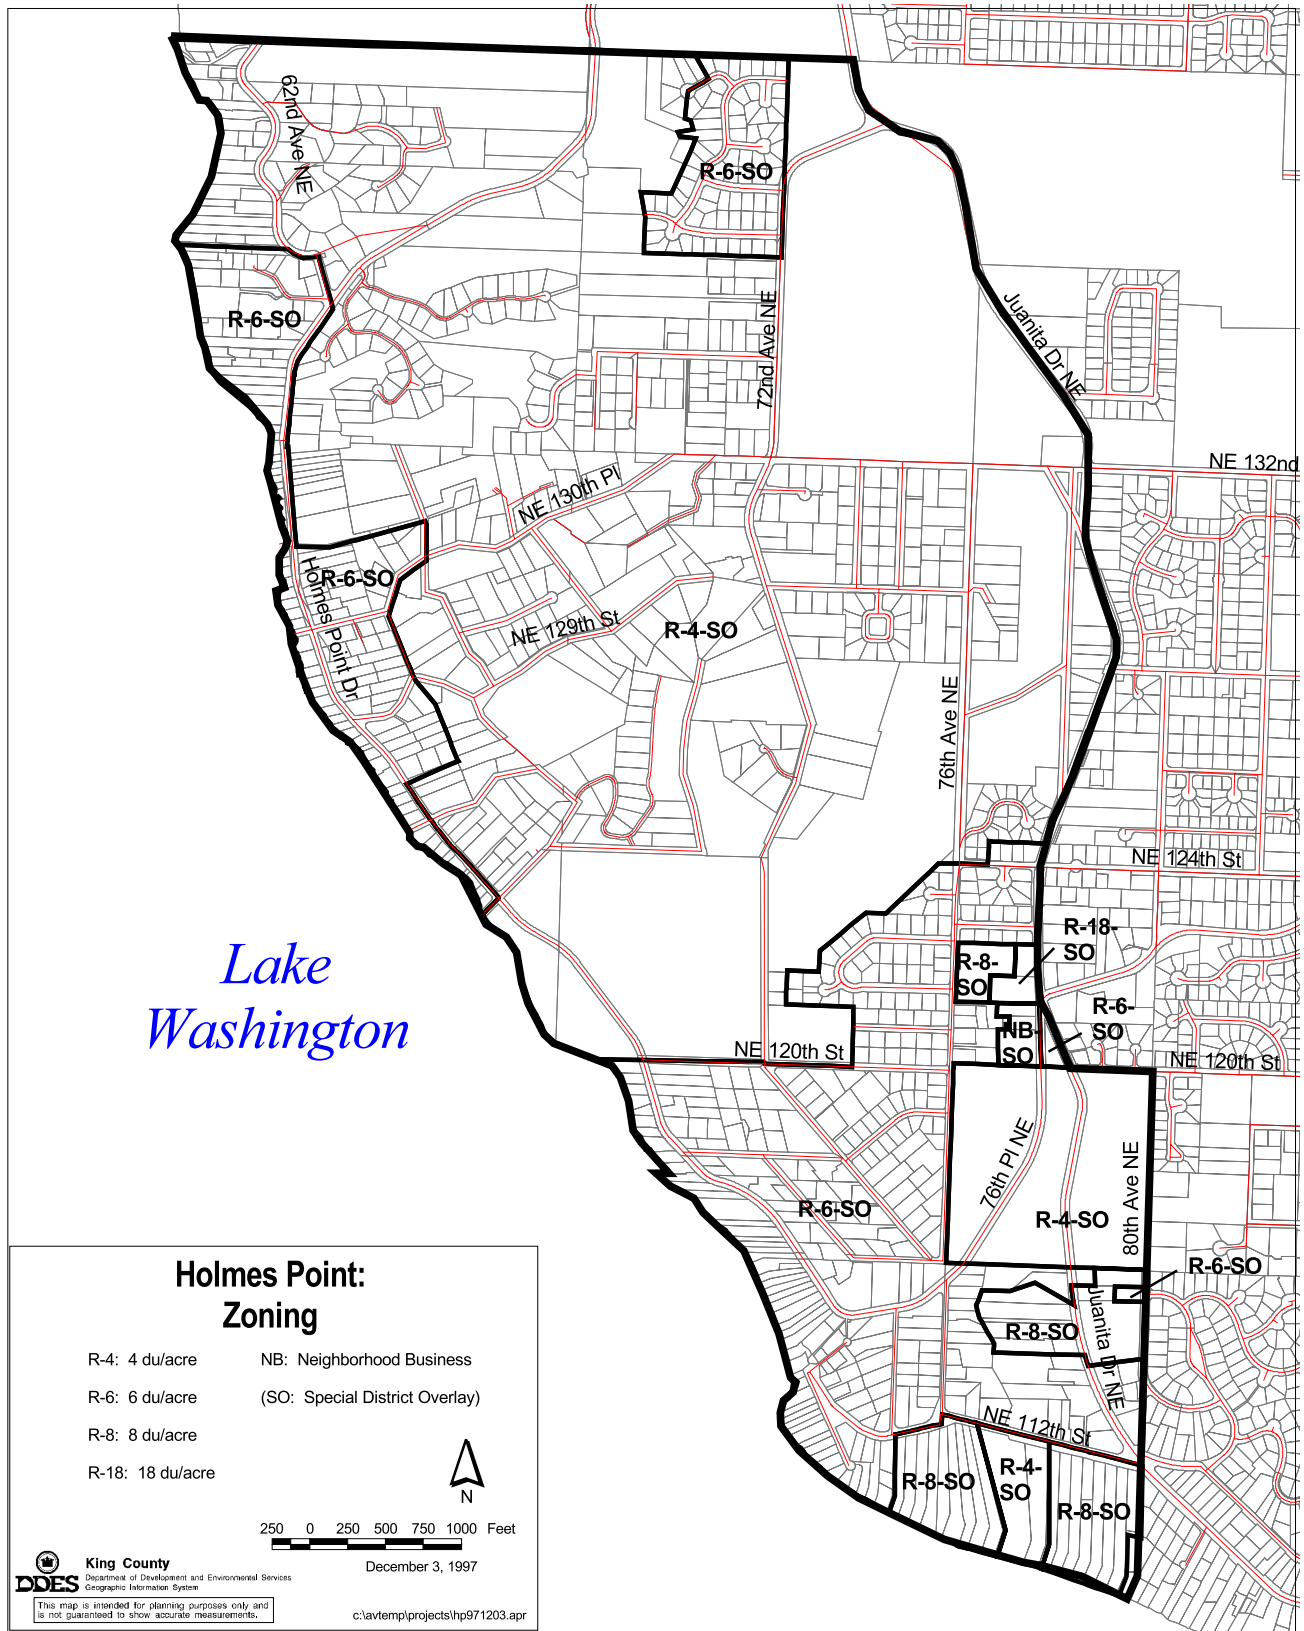 62nd Ave NE
R-6-SO
R-6-SO
72nd Ave NE
Juanita Dr NE
NE 132nd
NE 130th Pl
R-6-SO
Holmes Point Dr
NE 129th St
R-4-SO
76th Ave NE
NE 124th St
R-18-
SO
R-8-
SO
R-6-
SO
NB-
SO
NE 120th St
NE 120th St
Lake
Washington
76th Pl NE
80th Ave NE
R-6-SO
R-4-SO
R-6-SO
R-8-SO
Juanita Dr NE
NE 112th St
R-8-SO
R-4-
SO
R-8-SO
Holmes Point:
Zoning
R-4: 4 du/acre
NB: Neighborhood Business
R-6: 6 du/acre
(SO: Special District Overlay)
R-8: 8 du/acre
R-18: 18 du/acre
N
250 0 250 500 750 1000 Feet
December 3, 1997
DDES
King County
Department of Development and Environmental Services
Geographic Information System
This map is intended for planning purposes only and
is not guaranteed to show accurate measurements.
c:\avtemp\projects\hp971203.apr